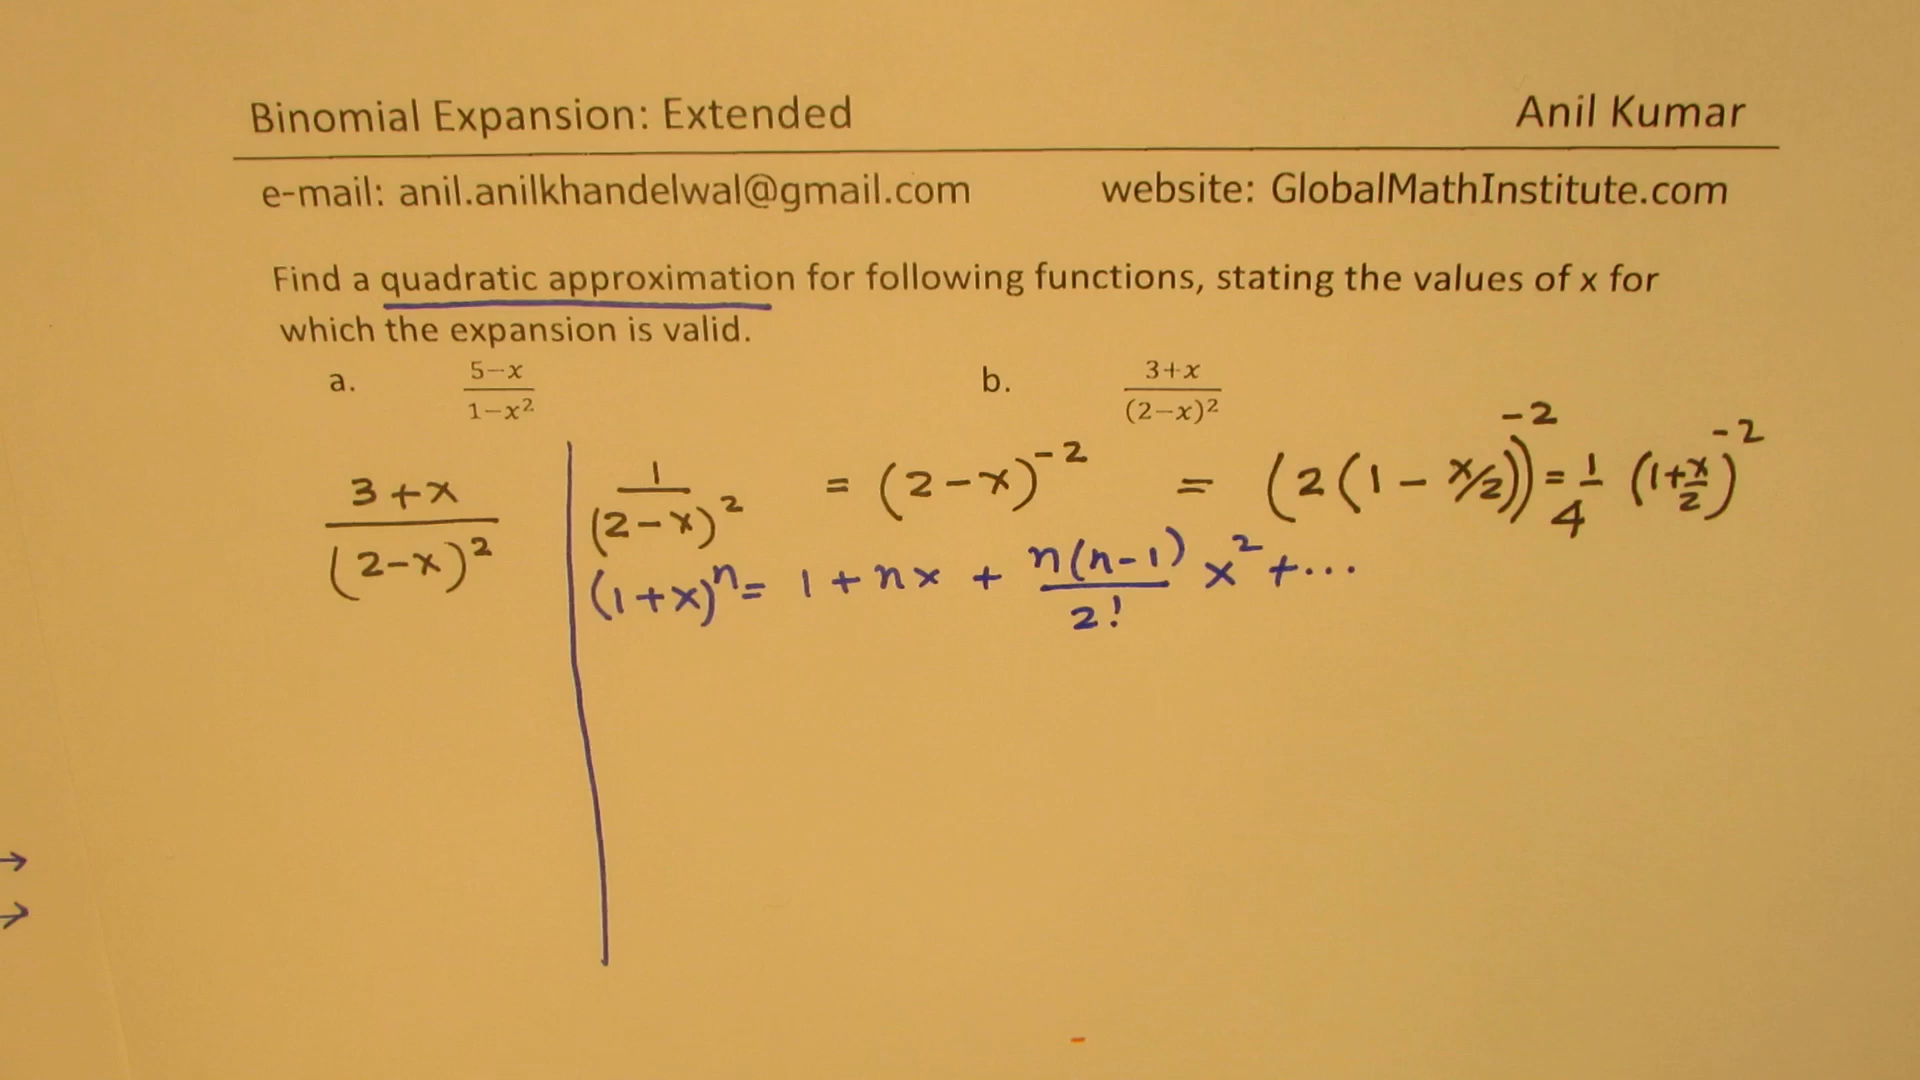 Binomial Expansion: Extended Anil Kumar
e-mail: anil.anilkhandelwal@gmail.com website: GlobalMathInstitute.com
Find a quadratic approximation for following functions, stating the values of x for
which the expansion is valid.
a. (5−x)/(1−x²) b. (3+x)/(2−x)²
(3+x)/(2−x)²
1/(2−x)² = (2−x)⁻² = (2(1−x/2))⁻² = 1/4 (1+x/2)⁻²
(1+x)ⁿ = 1 + nx + n(n−1)/2! x² + ...
→
→